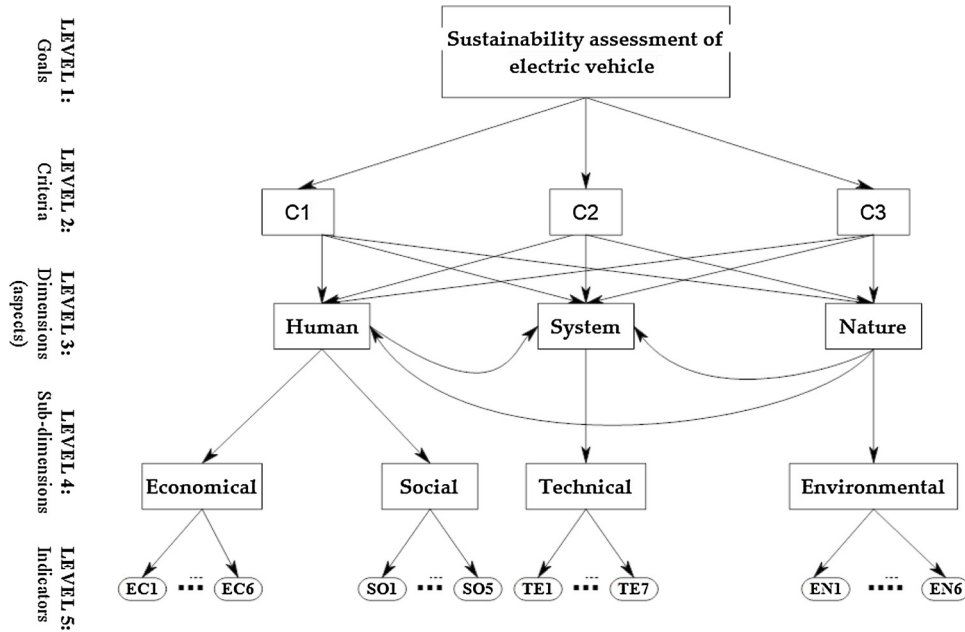 LEVEL 1:
Goals
Sustainability assessment of
electric vehicle
LEVEL 2:
Criteria
C1
C2
C3
LEVEL 3:
Dimensions
(aspects)
Human
System
Nature
LEVEL 4:
Sub-dimensions
Economical
Social
Technical
Environmental
LEVEL 5:
Indicators
EC1
EC6
SO1
SO5
TE1
TE7
EN1
EN6